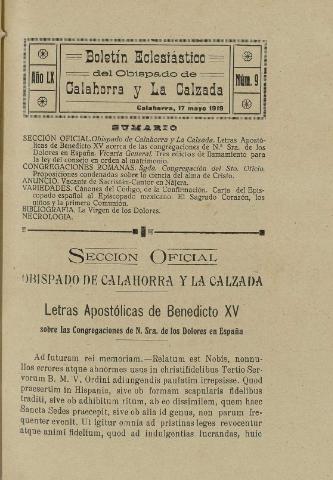 Boletín Eclesiástico
del Obispado de
Calahorra y La Calzada
Año LX
Núm. 9
Calahorra, 17 mayo 1919
SUMARIO
SECCIÓN OFICIAL. Obispado de Calahorra y La Calzada. Letras Apostó-
licas de Benedicto XV acerca de las congregaciones de N.ª Sra. de los
Dolores en España. Vicaría General. Tres edictos de llamamiento para
la ley del consejo en orden al matrimonio.
CONGREGACIONES ROMANAS. Sgda. Congregación del Sto. Oficio.
Proposiciones condenadas sobre la ciencia del alma de Cristo.
ANUNCIO. Vacante de Sacristán-Cantor en Nájera.
VARIEDADES. Cánones del Código, de la Confirmación. Carta del Epis-
copado español al Episcopado mexicano. El Sagrado Corazón, los
niños y la primera Comunión.
BIBLIOGRAFIA. La Virgen de los Dolores.
NECROLOGIA.
SECCION OFICIAL
OBISPADO DE CALAHORRA Y LA CALZADA
Letras Apostólicas de Benedicto XV
sobre las Congregaciones de N. Sra. de los Dolores en España
Ad futuram rei memoriam.—Relatum est Nobis, nonnu-
llos errores atque abnormes usus in christifidelibus Tertio Ser-
vorum B. M. V. Ordini adiungendis paulatim irrepsisse. Quod
praesertim in Hispania, sive ob formam scapularis fidelibus
traditi, sive ob adhibitum ritum, ab eo dissimilem, quem haec
Sancta Sedes praecepit, sive ob alia id genus, non parum fre-
quenter evenit. Ut igitur omnia ad pristinas leges revocentur
atque animi fidelium, quod ad indulgentias lucrandas, huic